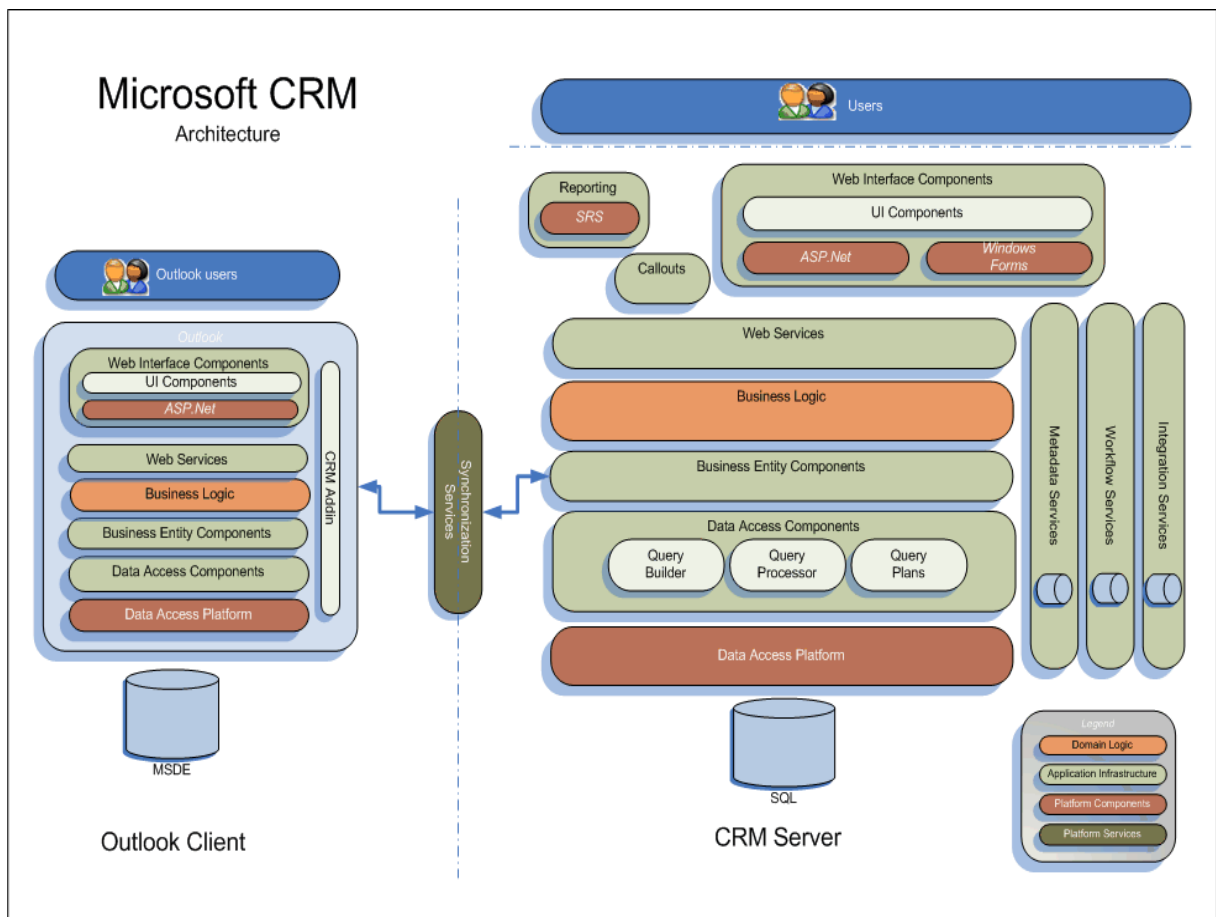 Microsoft CRM
Architecture
Users
Reporting
SRS
Callouts
Web Interface Components
UI Components
ASP.Net
Windows
Forms
Outlook users
Outlook
Web Interface Components
UI Components
ASP.Net
Web Services
Business Logic
Business Entity Components
Data Access Components
Data Access Platform
CRM Addin
MSDE
Outlook Client
Synchronization
Services
Web Services
Business Logic
Business Entity Components
Data Access Components
Query
Builder
Query
Processor
Query
Plans
Data Access Platform
SQL
CRM Server
Metadata Services
Workflow Services
Integration Services
Legend
Domain Logic
Application Infrastructure
Platform Components
Platform Services